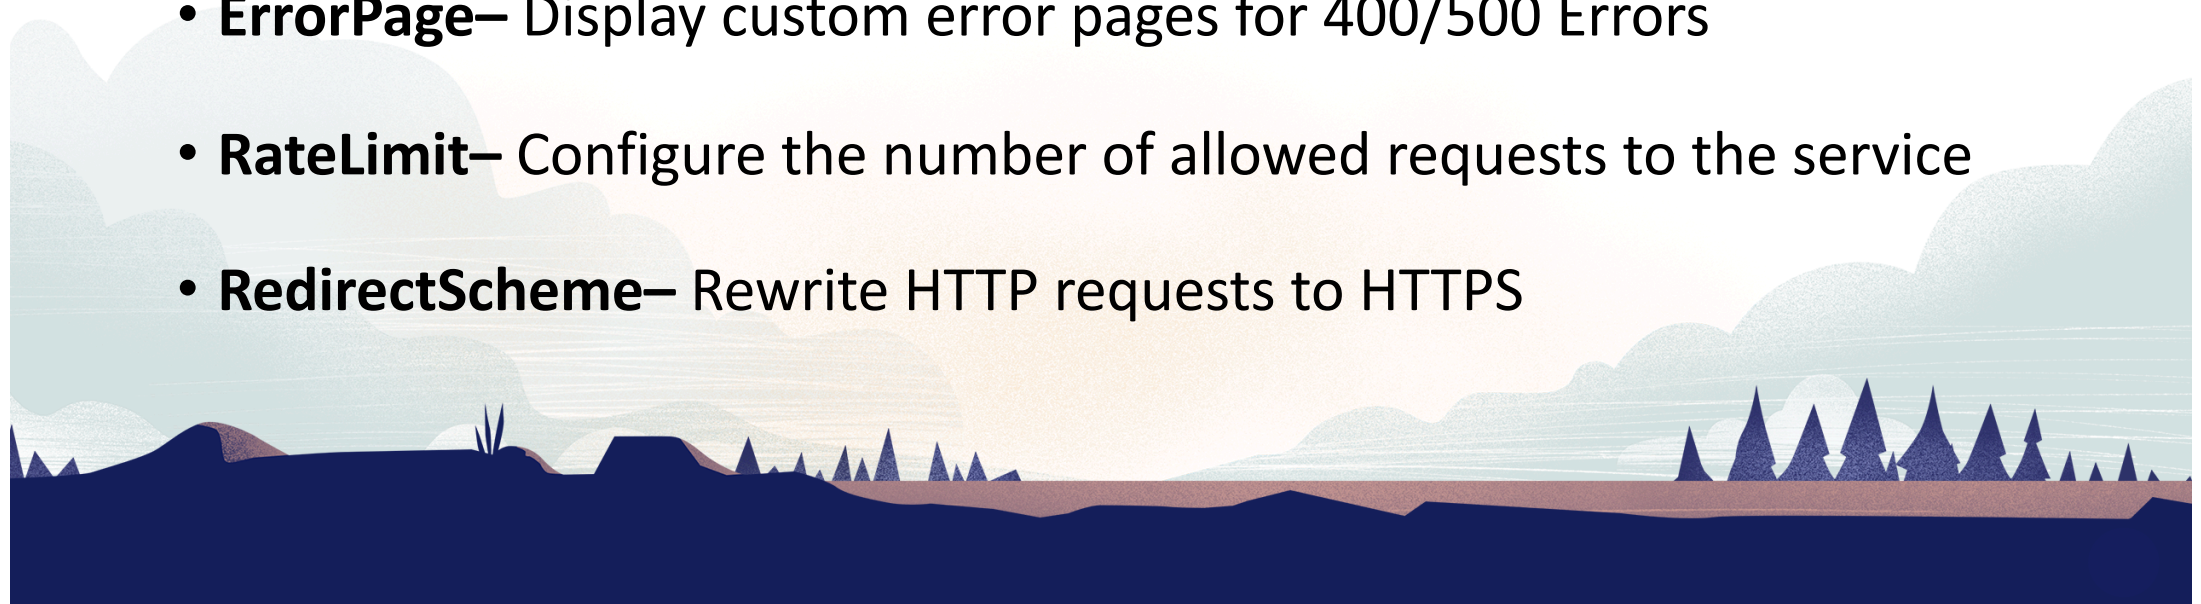 • ErrorPage– Display custom error pages for 400/500 Errors
• RateLimit– Configure the number of allowed requests to the service
• RedirectScheme– Rewrite HTTP requests to HTTPS